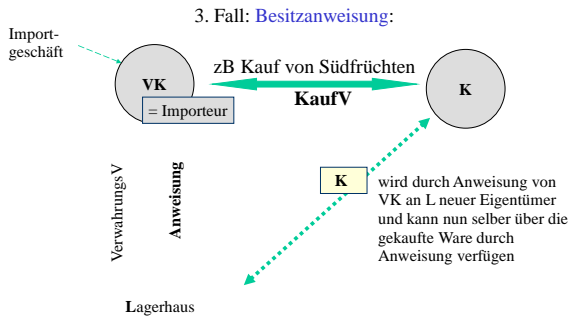 3. Fall: Besitzanweisung:
Import-
geschäft
zB Kauf von Südfrüchten
VK
KaufV
K
= Importeur
VerwahrungsV
Anweisung
K
wird durch Anweisung von
VK an L neuer Eigentümer
und kann nun selber über die
gekaufte Ware durch
Anweisung verfügen
Lagerhaus